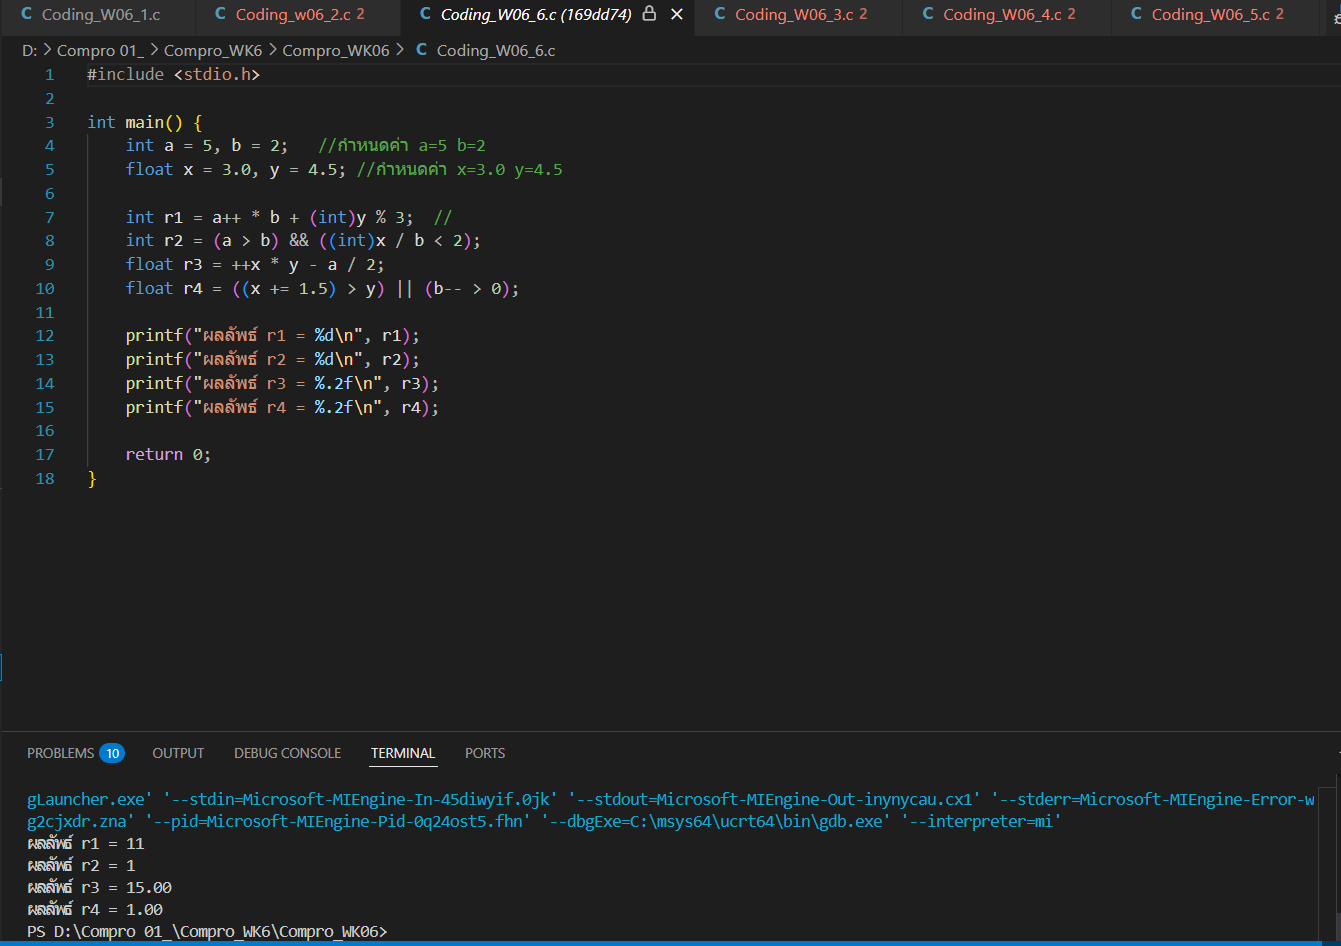 C Coding_W06_1.c C Coding_w06_2.c 2 C Coding_W06_6.c (169dd74) C Coding_W06_3.c 2 C Coding_W06_4.c 2 C Coding_W06_5.c 2
D: > Compro 01_ > Compro_WK6 > Compro_WK06 > C Coding_W06_6.c
1 #include <stdio.h>
2
3 int main() {
4 int a = 5, b = 2; //กำหนดค่า a=5 b=2
5 float x = 3.0, y = 4.5; //กำหนดค่า x=3.0 y=4.5
6
7 int r1 = a++ * b + (int)y % 3; //
8 int r2 = (a > b) && ((int)x / b < 2);
9 float r3 = ++x * y - a / 2;
10 float r4 = ((x += 1.5) > y) || (b-- > 0);
11
12 printf("ผลลัพธ์ r1 = %d\n", r1);
13 printf("ผลลัพธ์ r2 = %d\n", r2);
14 printf("ผลลัพธ์ r3 = %.2f\n", r3);
15 printf("ผลลัพธ์ r4 = %.2f\n", r4);
16
17 return 0;
18 }
PROBLEMS 10 OUTPUT DEBUG CONSOLE TERMINAL PORTS
gLauncher.exe' '--stdin=Microsoft-MIEngine-In-45diwyif.0jk' '--stdout=Microsoft-MIEngine-Out-inynycau.cx1' '--stderr=Microsoft-MIEngine-Error-w
g2cjxdr.zna' '--pid=Microsoft-MIEngine-Pid-0q24ost5.fhn' '--dbgExe=C:\msys64\ucrt64\bin\gdb.exe' '--interpreter=mi'
ผลลัพธ์ r1 = 11
ผลลัพธ์ r2 = 1
ผลลัพธ์ r3 = 15.00
ผลลัพธ์ r4 = 1.00
PS D:\Compro 01_\Compro_WK6\Compro_WK06>